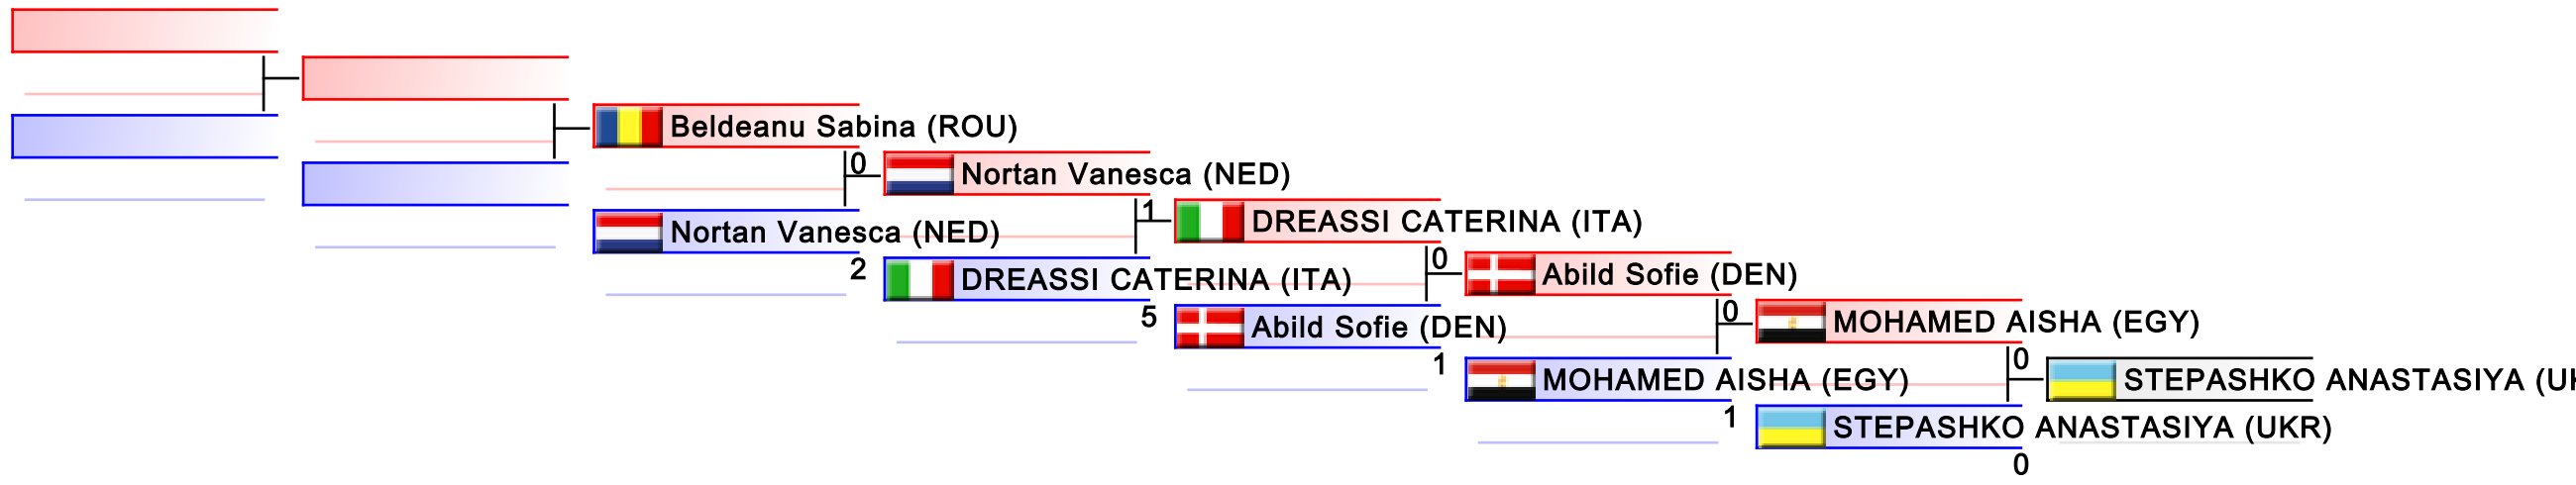 Beldeanu Sabina (ROU)
0
Nortan Vanesca (NED)
2
Nortan Vanesca (NED)
1
DREASSI CATERINA (ITA)
5
DREASSI CATERINA (ITA)
0
Abild Sofie (DEN)
1
Abild Sofie (DEN)
0
MOHAMED AISHA (EGY)
1
MOHAMED AISHA (EGY)
0
STEPASHKO ANASTASIYA (UKR)
0
STEPASHKO ANASTASIYA